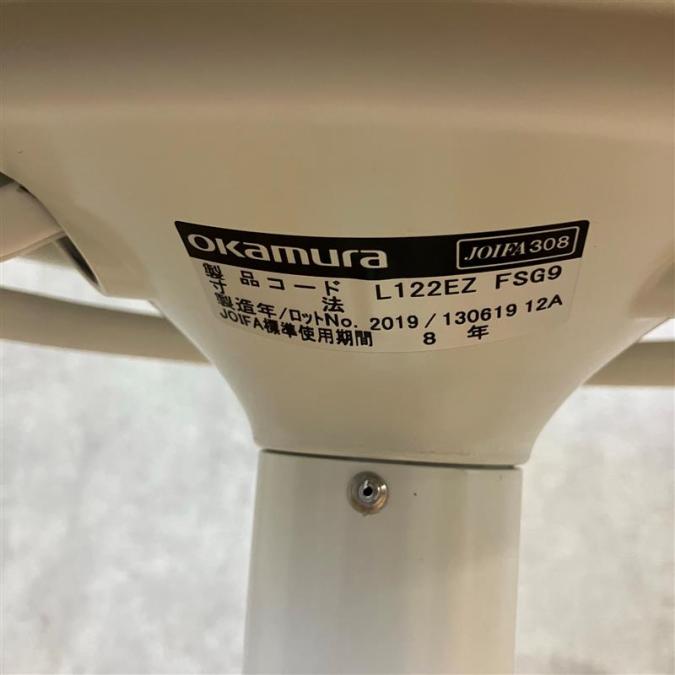 okamura JOIFA308
製品コード L122EZ FSG9
寸法
製造年/ロットNo. 2019/130619 12A
JOIFA標準使用期間 8年